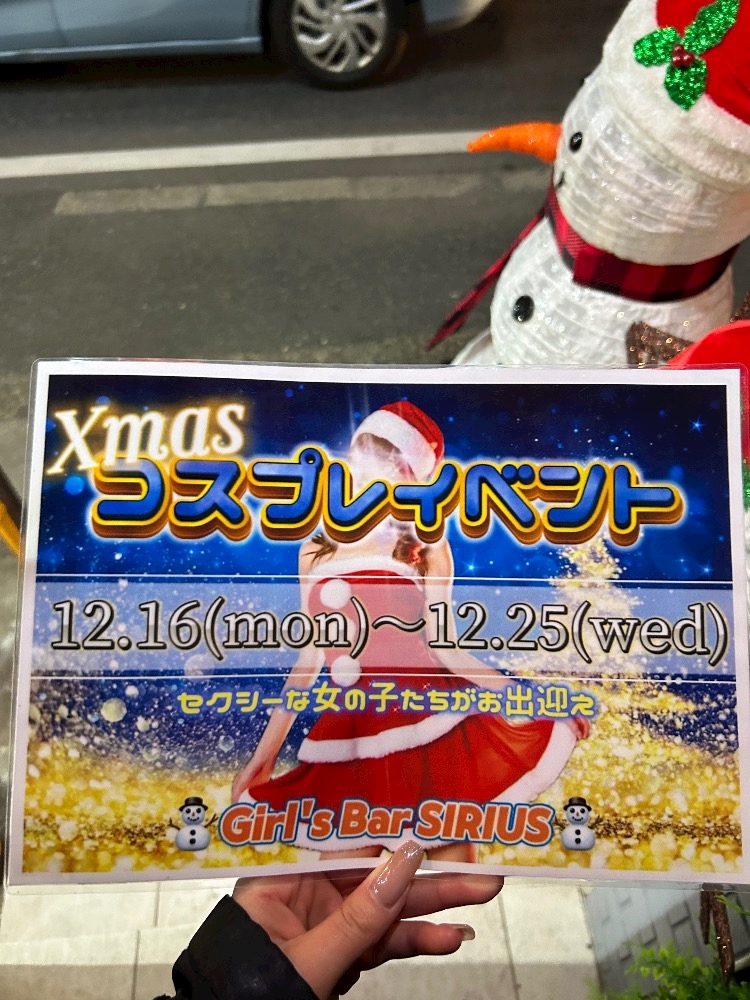 Xmas
コスプレイベント
12.16(mon)～12.25(wed)
セクシーな女の子たちがお出迎え
Girl's Bar SIRIUS